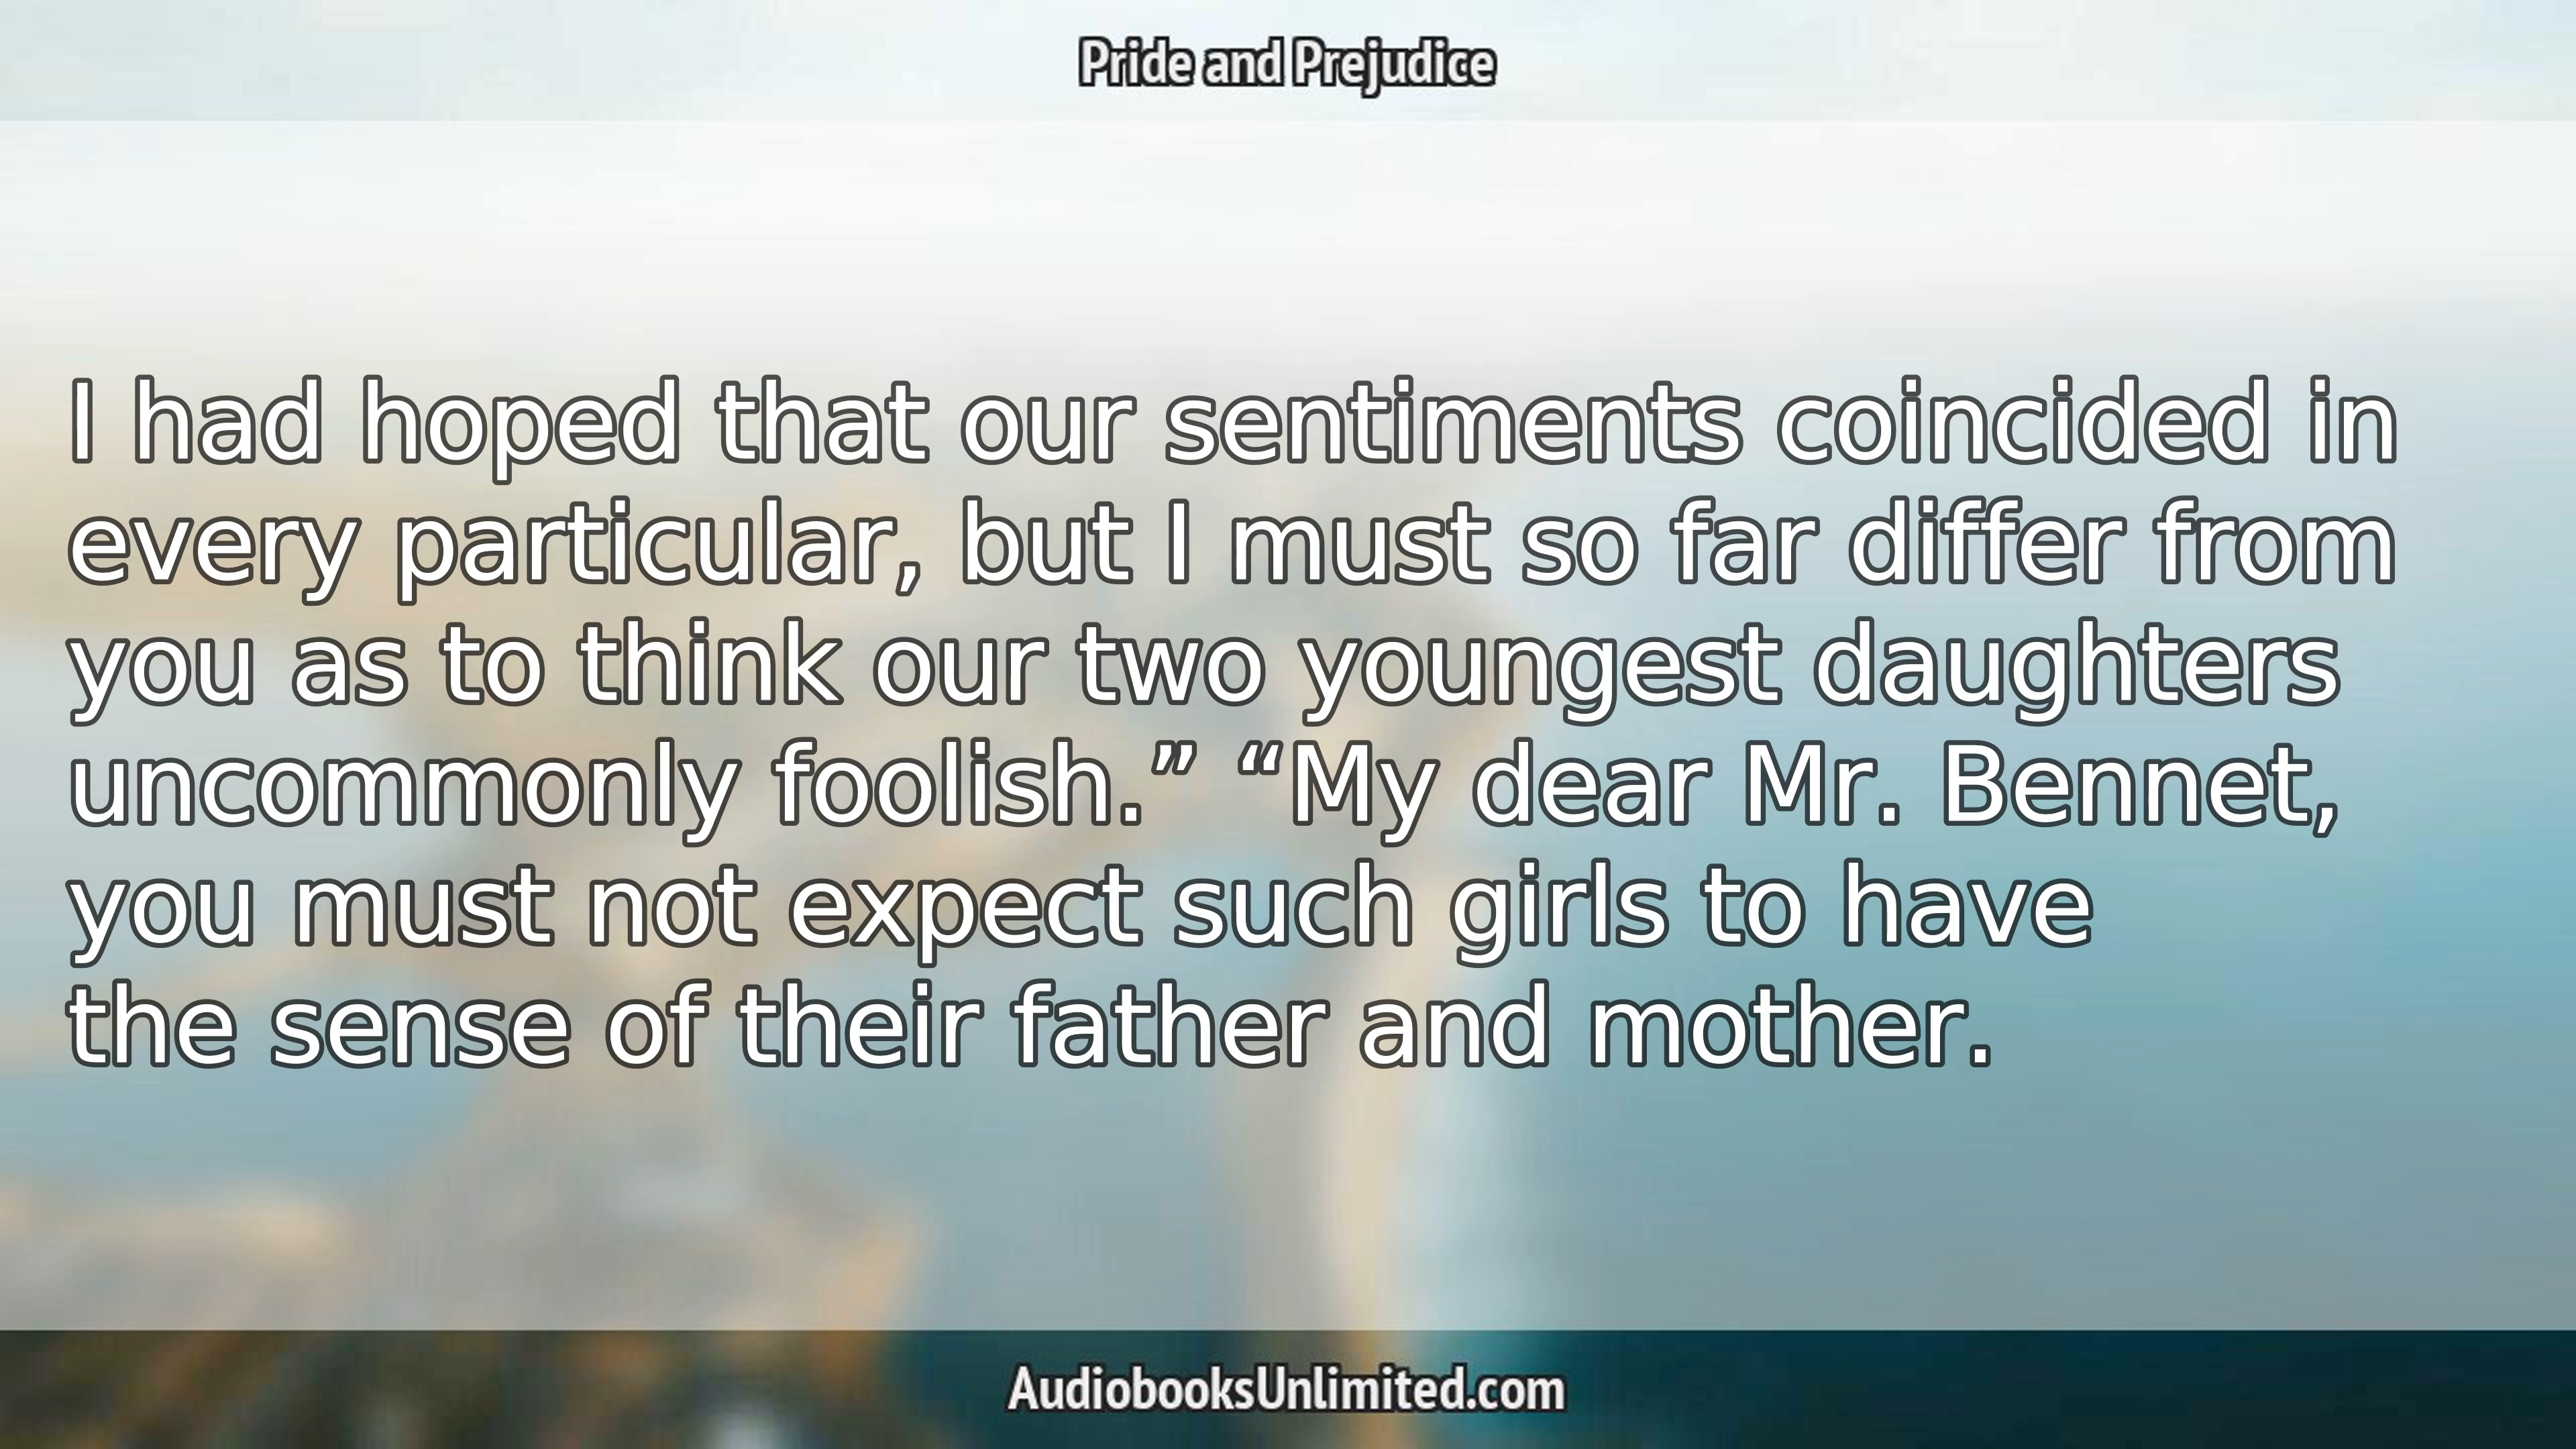 Pride and Prejudice
I had hoped that our sentiments coincided in
every particular, but I must so far differ from
you as to think our two youngest daughters
uncommonly foolish.” “My dear Mr. Bennet,
you must not expect such girls to have
the sense of their father and mother.
AudiobooksUnlimited.com